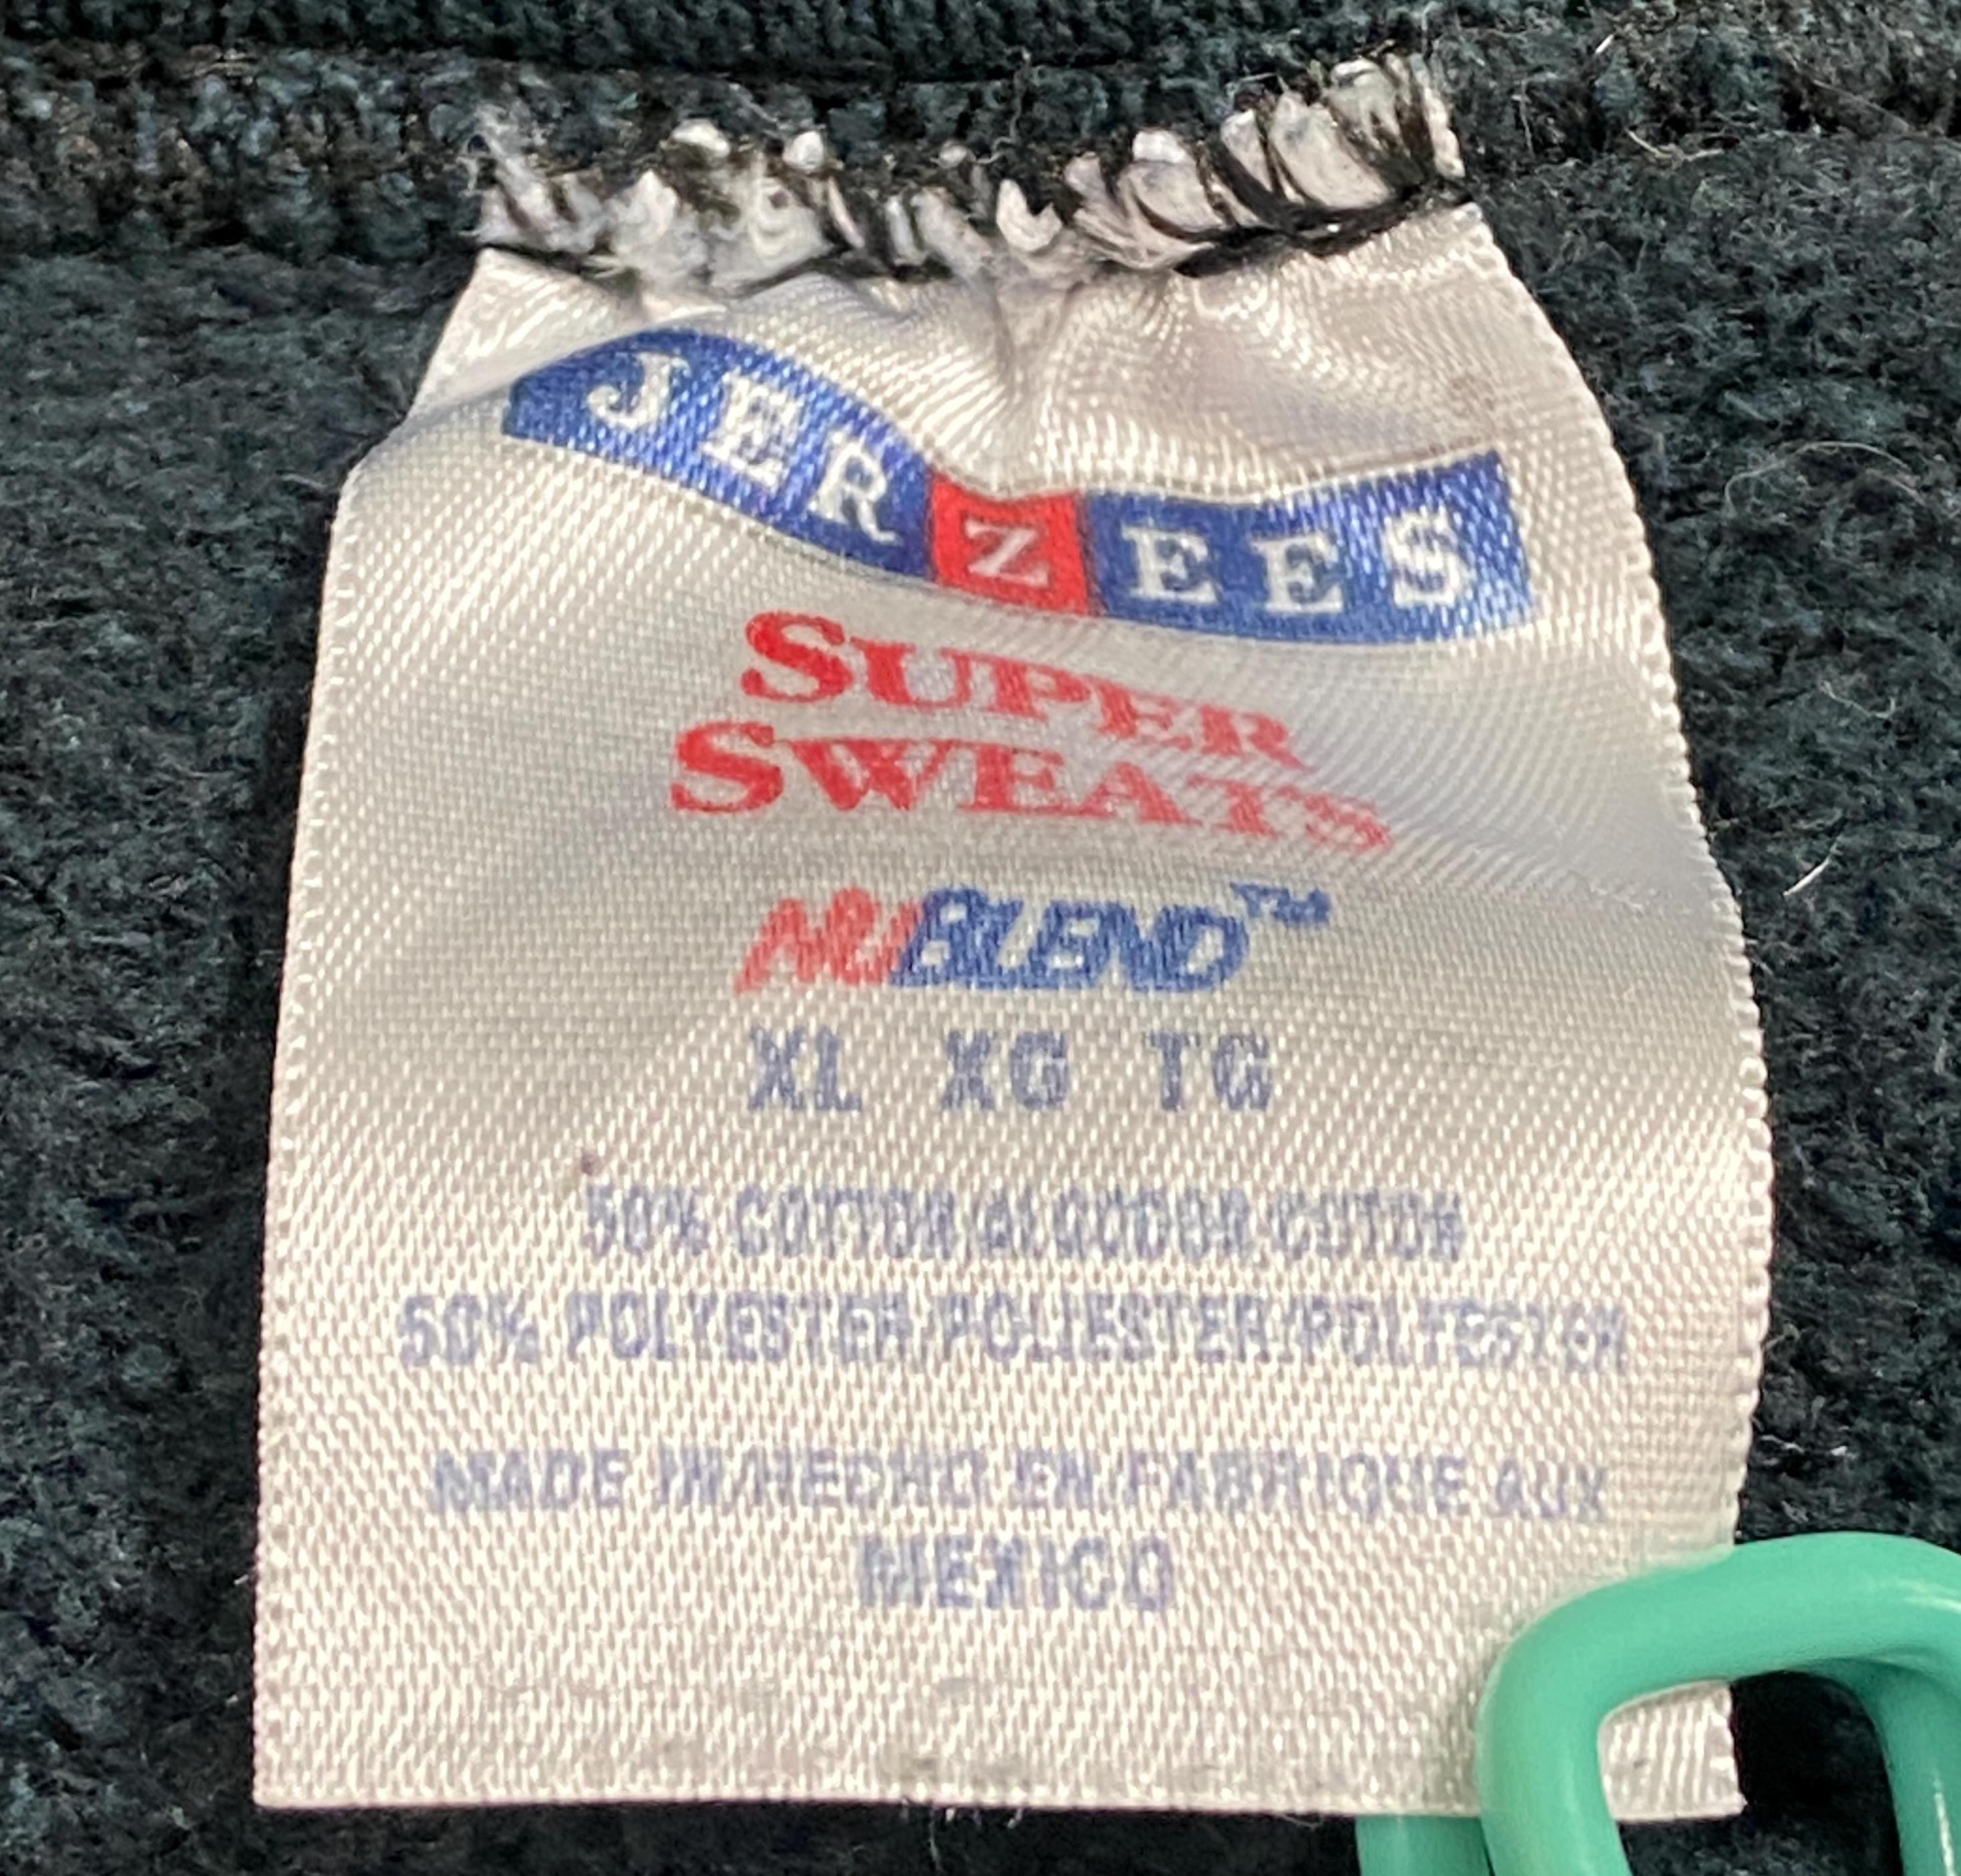 JERZEES
SUPER
SWEATS
NUBLEND™
XL XG TG
50% COTTON/ALGODON/COTON
50% POLYESTER/POLIESTER/POLYESTER
MADE IN/HECHO EN/FABRIQUE AUX
MEXICO